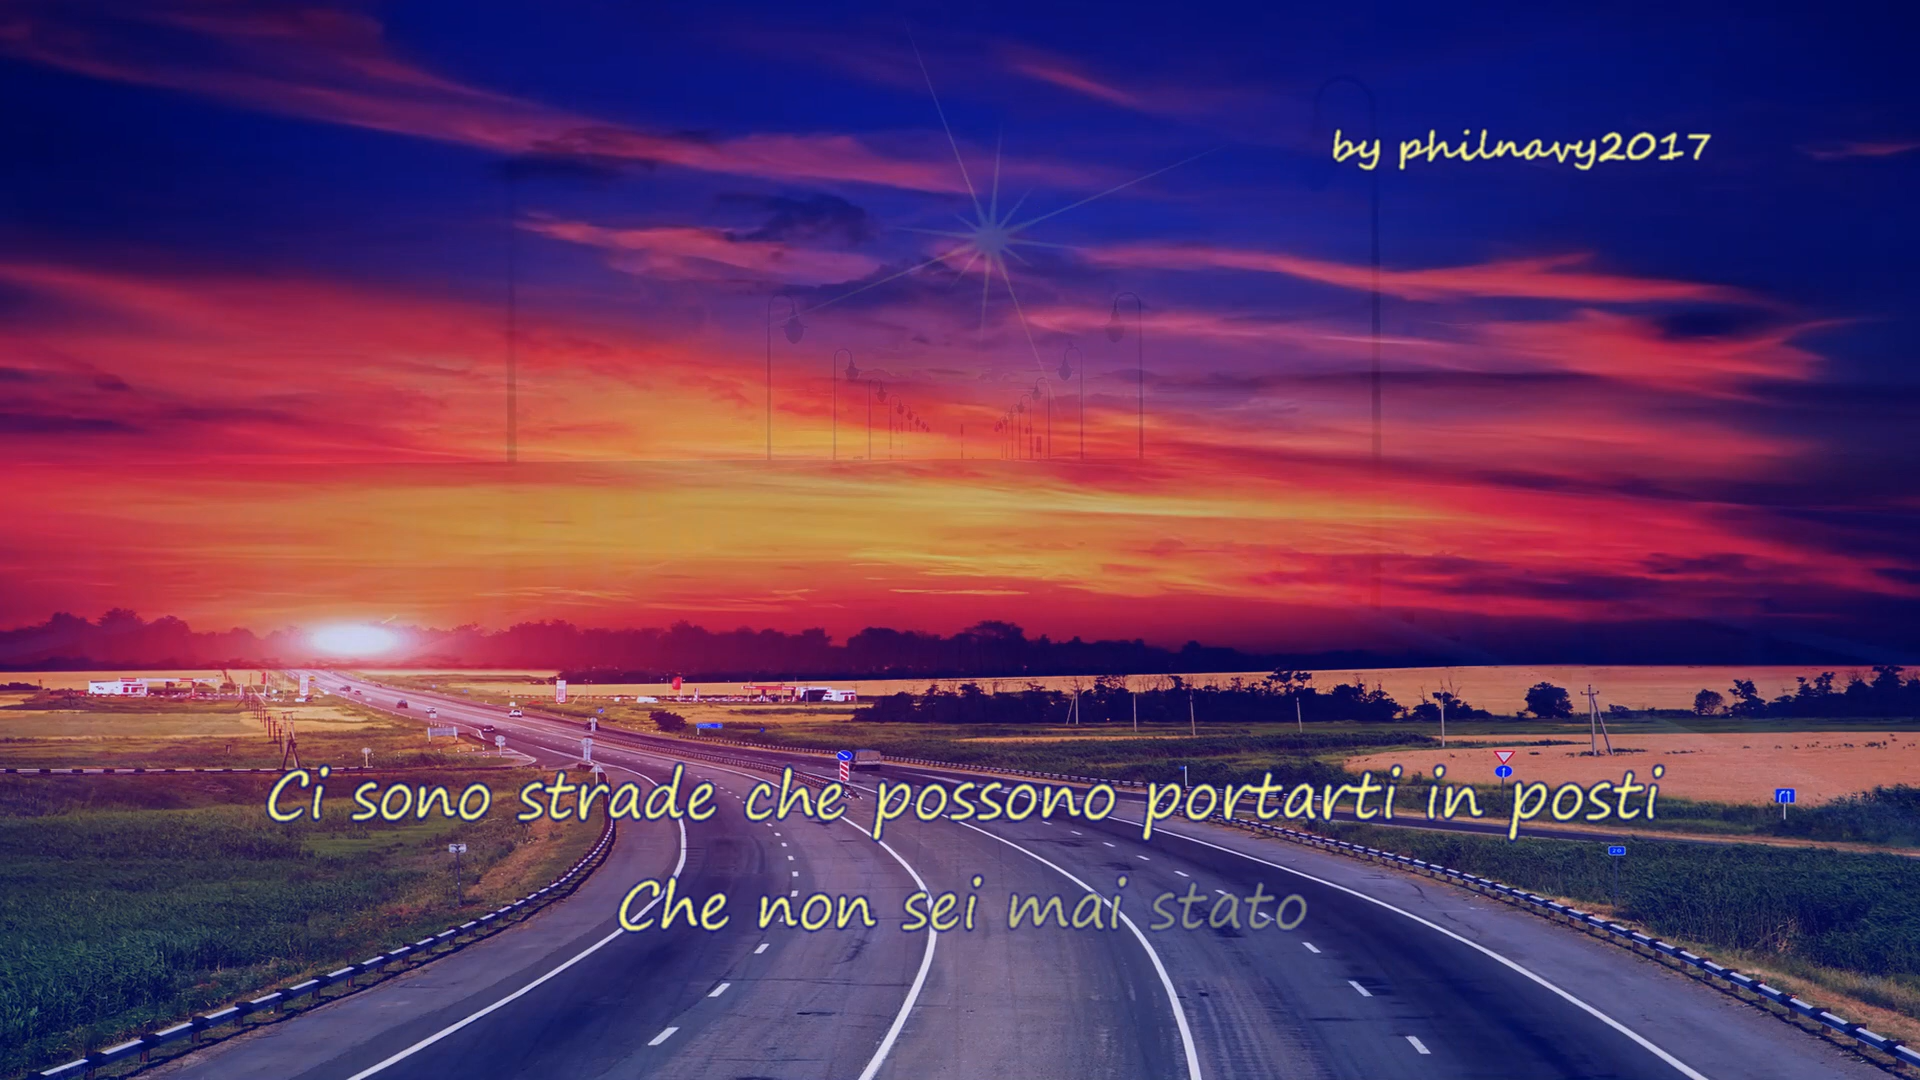 by philnavy2017
Ci sono strade che possono portarti in posti
Che non sei mai stato